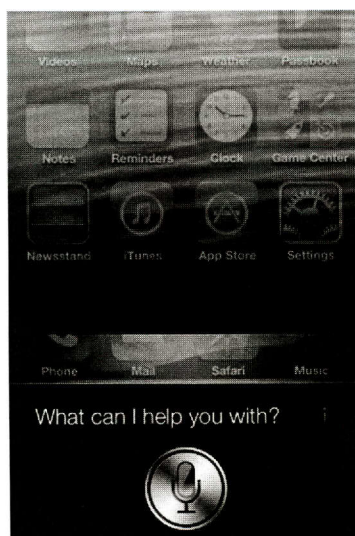 Videos Maps Weather Passbook
Notes Reminders Clock Game Center
Newsstand iTunes App Store Settings
Phone Mail Safari Music
What can I help you with? i